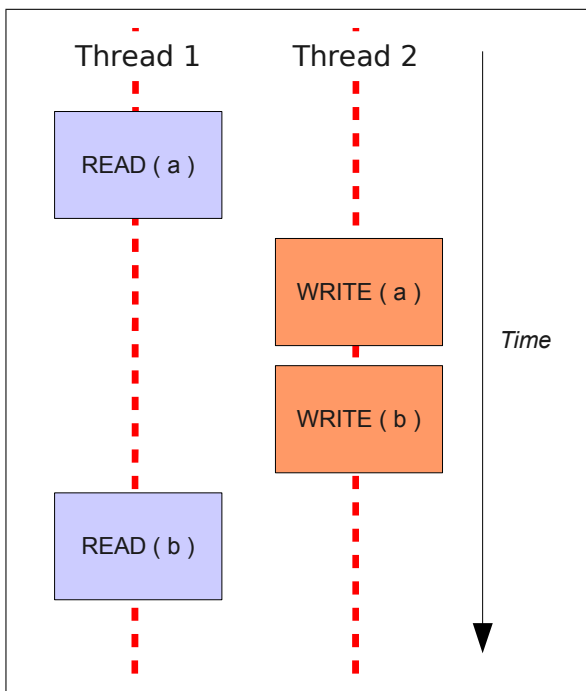 Thread 1
Thread 2
READ ( a )
WRITE ( a )
Time
WRITE ( b )
READ ( b )